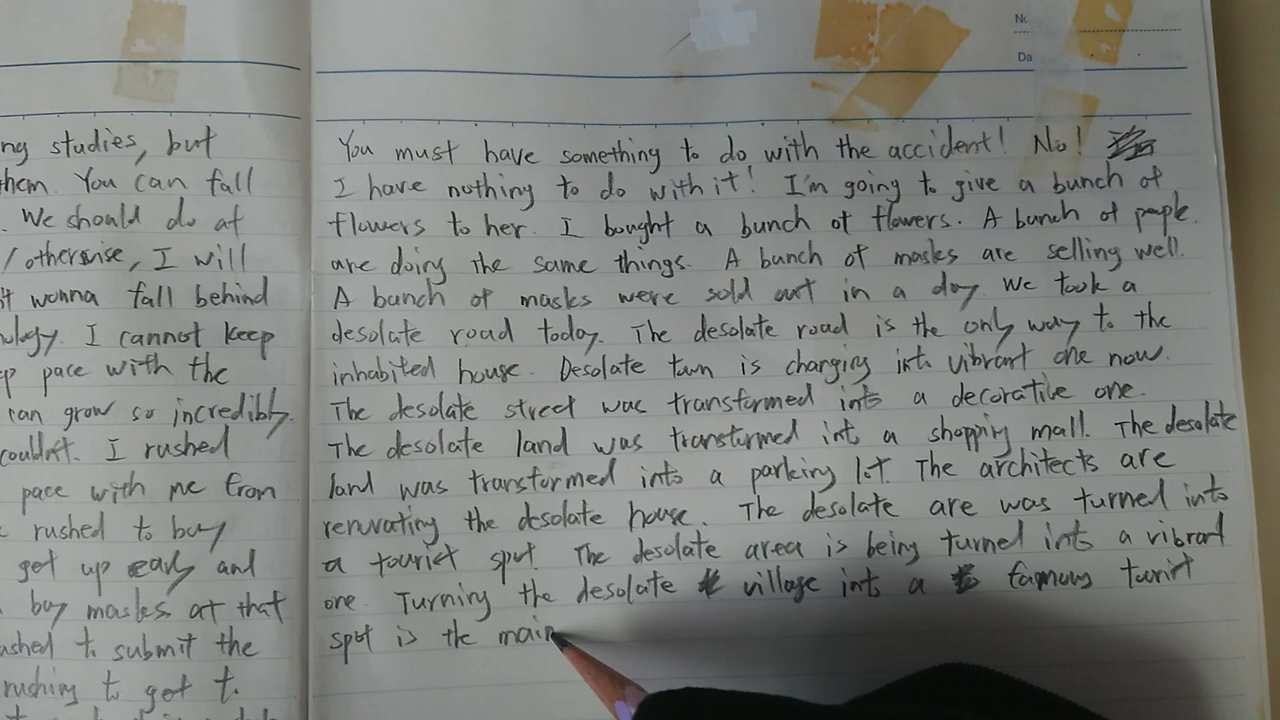 ng studies, but
hem. You can fall
. We should do at
/ otherwise, I will
it wanna fall behind
I cannot keep
p pace with the
can grow so incredibly.
couldn't. I rushed
pace with me from
rushed to buy
get up early and
buy masks at that
ashed to submit the
rushing to get t.
No
Da
You must have something to do with the accident! No!
I have nothing to do with it! I'm going to give a bunch of
flowers to her. I bought a bunch of flowers. A bunch of people
are doing the same things. A bunch of masks are selling well.
A bunch of masks were sold out in a day. We took a
desolate road today. The desolate road is the only way to the
inhabited house. Desolate town is changing into vibrant one now.
The desolate street was transformed into a decorative one.
The desolate land was transformed into a shopping mall. The desolate
land was transformed into a parking lot. The architects are
renovating the desolate house. The desolate are was turned into
a tourist spot. The desolate area is being turned into a vibrant
one. Turning the desolate village into a famous tourist
spot is the main